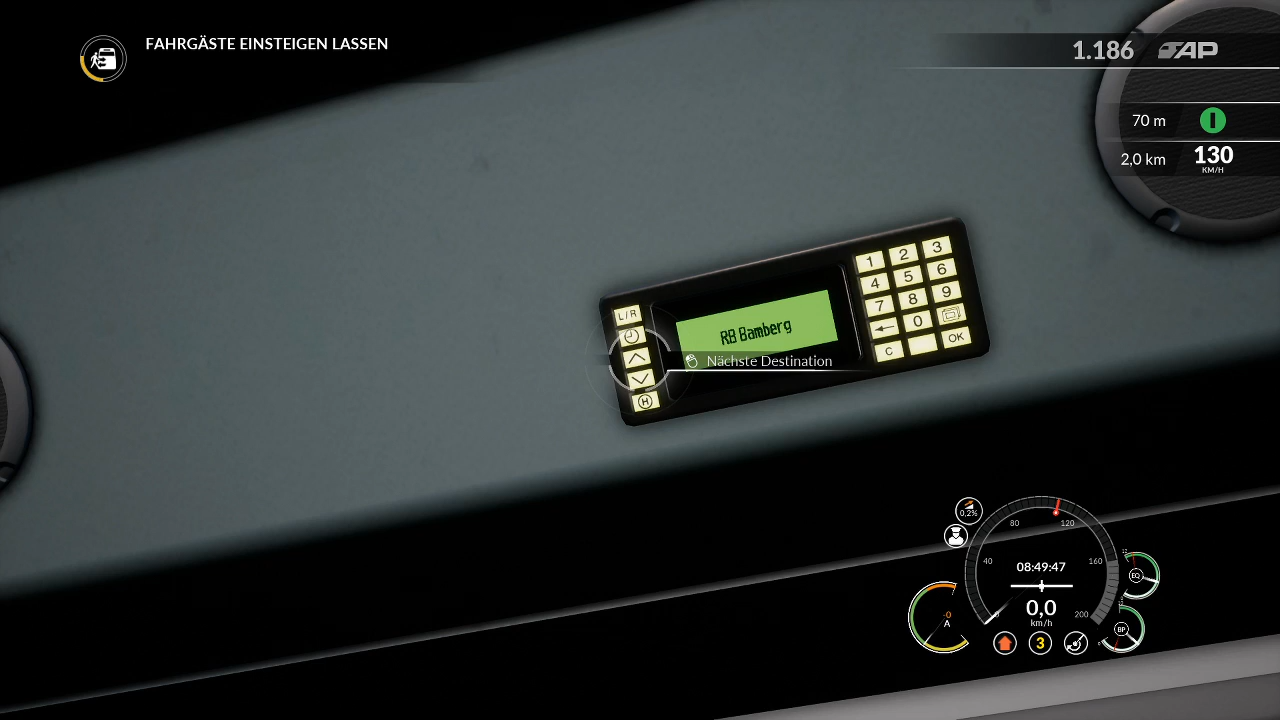 FAHRGÄSTE EINSTEIGEN LASSEN
1.186 AP
70 m
2,0 km 130
KM/H
L/R
RB Bamberg
Nächste Destination
H
1 2 3
4 5 6
7 8 9
0
C OK
0,2%
80 120
40 160
08:49:47
0,0
km/h
0 200
-0
A
3
EQ
BP